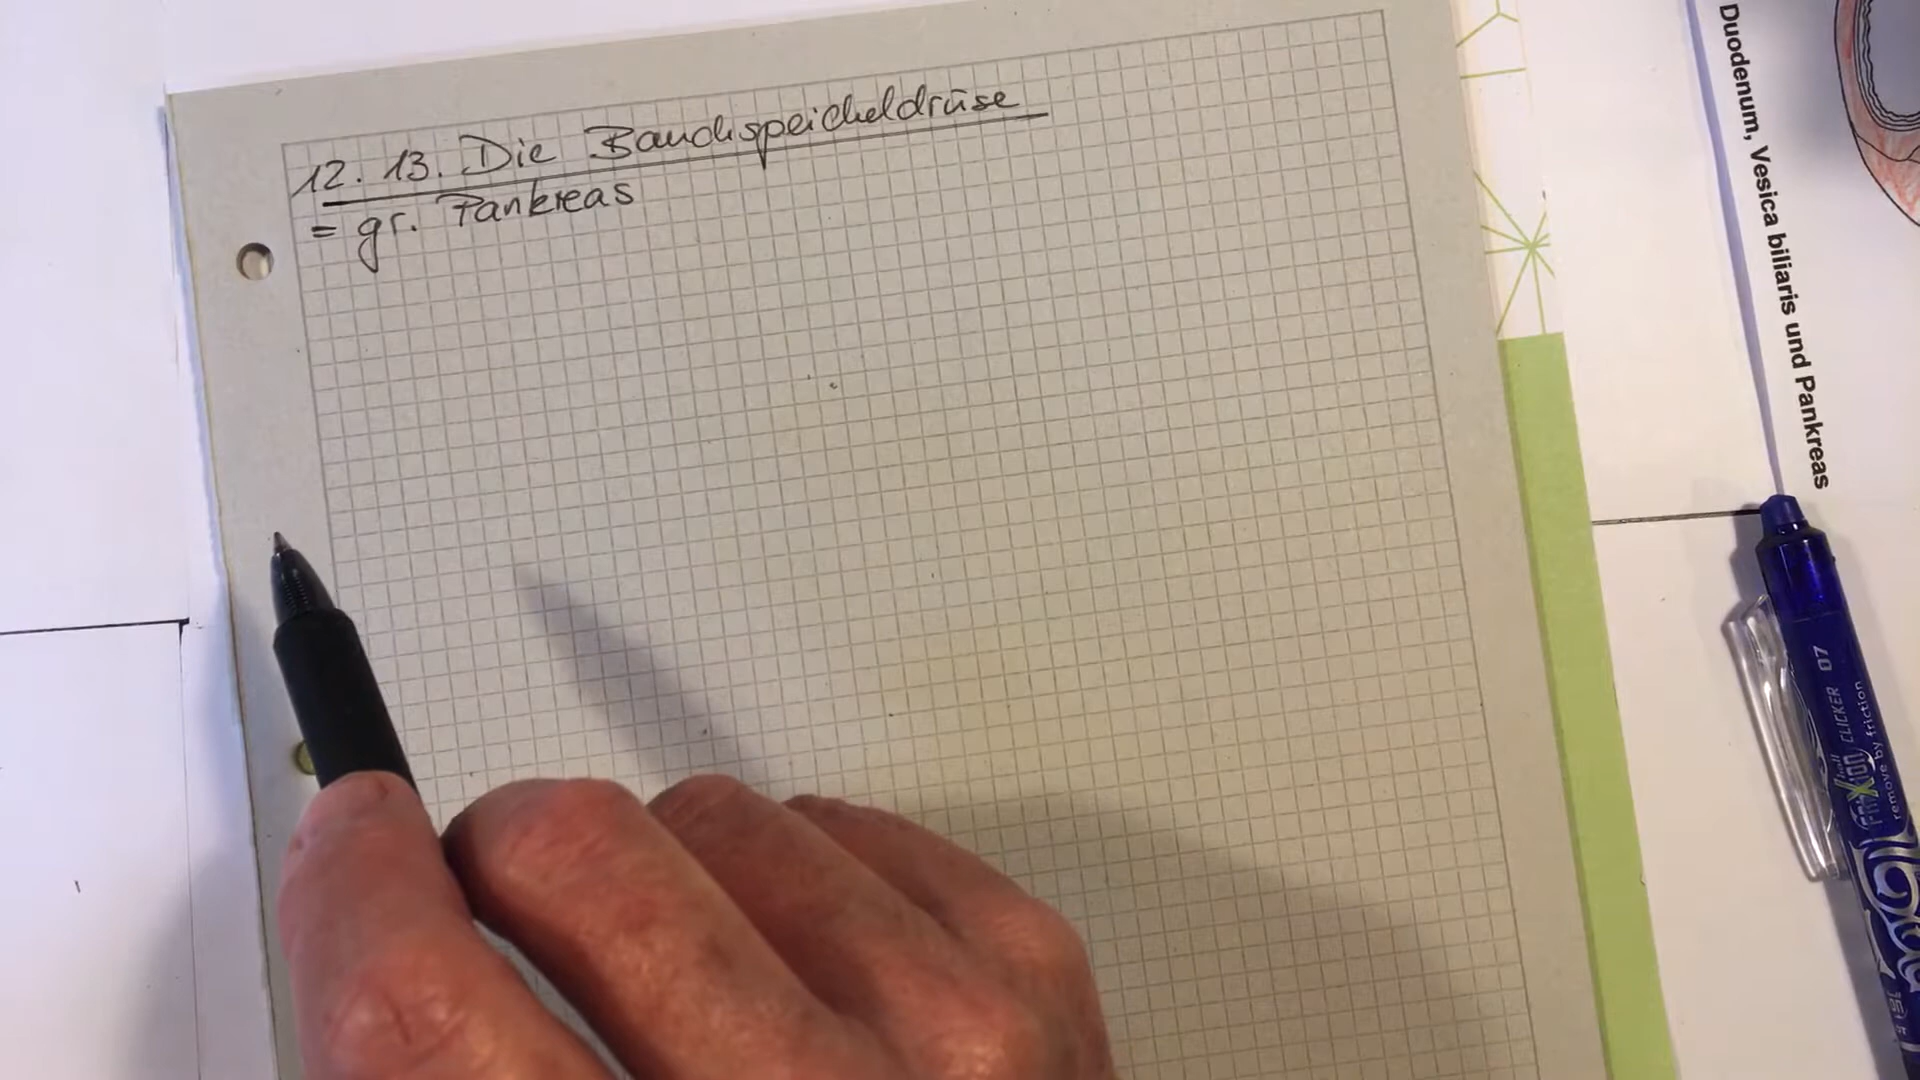 12. 13. Die Bauchspeicheldrüse
= gr. Pankreas
Duodenum, Vesica biliaris und Pankreas
FRIXION ball CLICKER 07
remove by friction